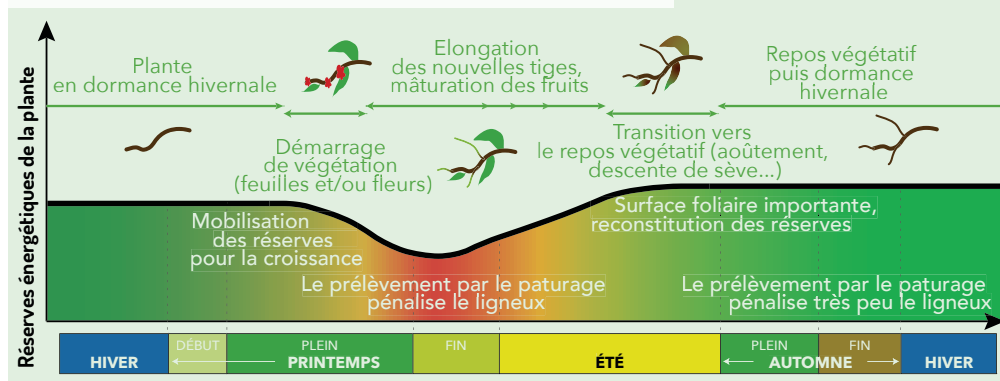 Réserves énergétiques de la plante
Plante
en dormance hivernale
Démarrage
de végétation
(feuilles et/ou fleurs)
Elongation
des nouvelles tiges,
mâturation des fruits
Transition vers
le repos végétatif (aoûtement,
descente de sève...)
Repos végétatif
puis dormance
hivernale
Mobilisation
des réserves
pour la croissance
Le prélèvement par le paturage
pénalise le ligneux
Surface foliaire importante,
reconstitution des réserves
Le prélèvement par le paturage
pénalise très peu le ligneux
HIVER
DÉBUT
PLEIN
FIN
PRINTEMPS
ÉTÉ
PLEIN
FIN
AUTOMNE
HIVER